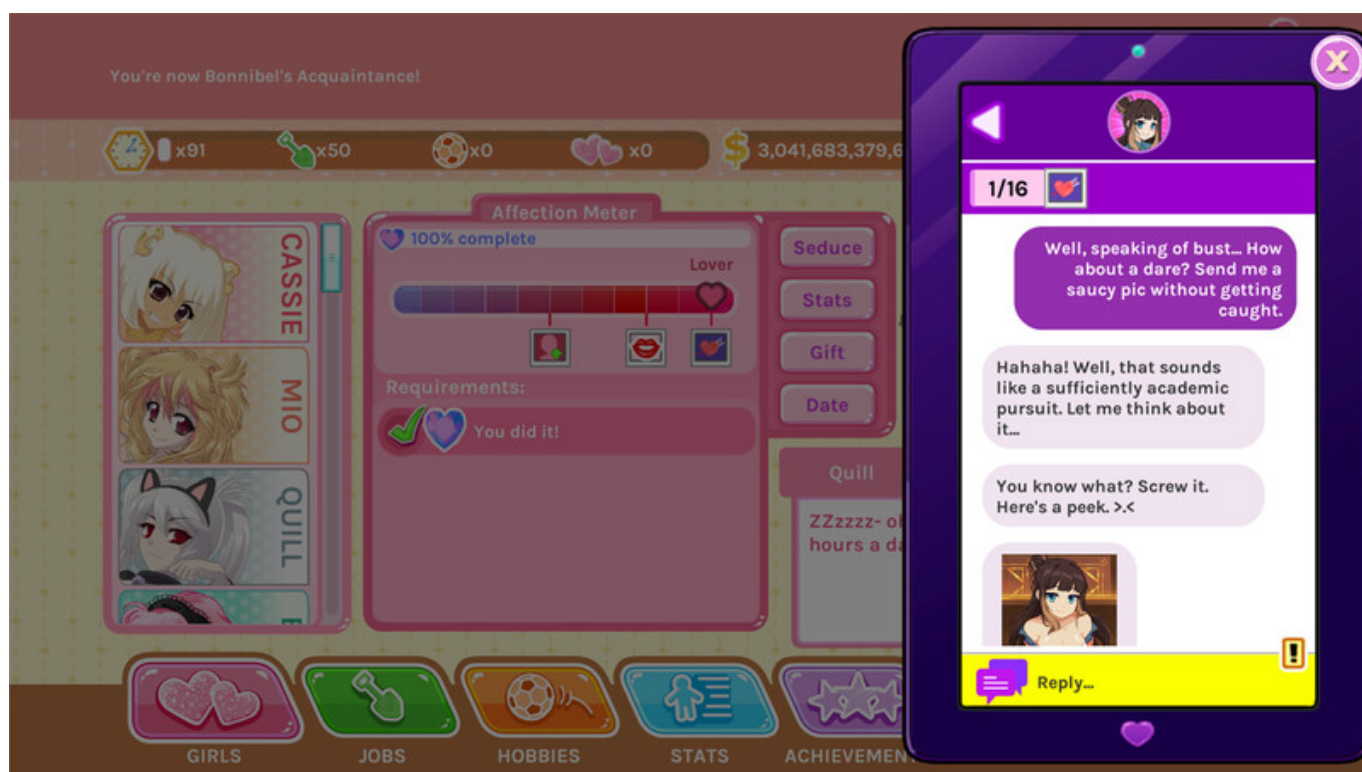 You're now Bonnibel's Acquaintance!
x91
x50
x0
x0
$ 3,041,683,379,6
CASSIE
MIO
QUILL
Affection Meter
100% complete
Lover
Requirements:
You did it!
Seduce
Stats
Gift
Date
Quill
ZZzzzz-
hours a
GIRLS
JOBS
HOBBIES
STATS
ACHIEVEMEN
X
1/16
Well, speaking of bust... How
about a dare? Send me a
saucy pic without getting
caught.
Hahaha! Well, that sounds
like a sufficiently academic
pursuit. Let me think about
it...
You know what? Screw it.
Here's a peek. >.<
!
Reply...